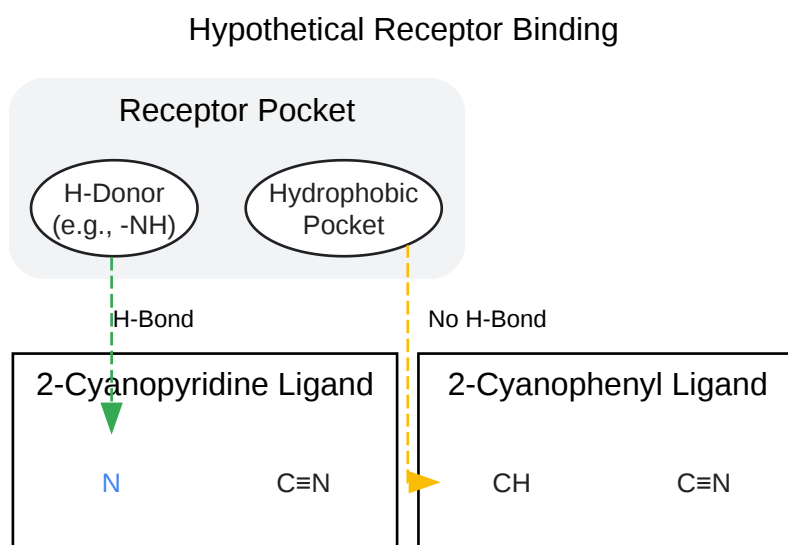 Hypothetical Receptor Binding
Receptor Pocket
H-Donor
(e.g., -NH)
Hydrophobic
Pocket
H-Bond
No H-Bond
2-Cyanopyridine Ligand
2-Cyanophenyl Ligand
N
C≡N
CH
C≡N